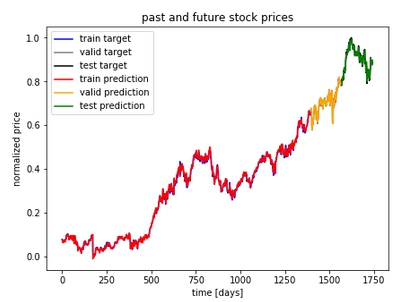 past and future stock prices
train target
valid target
test target
train prediction
valid prediction
test prediction
normalized price
1.0
0.8
0.6
0.4
0.2
0.0
0 250 500 750 1000 1250 1500 1750
time [days]